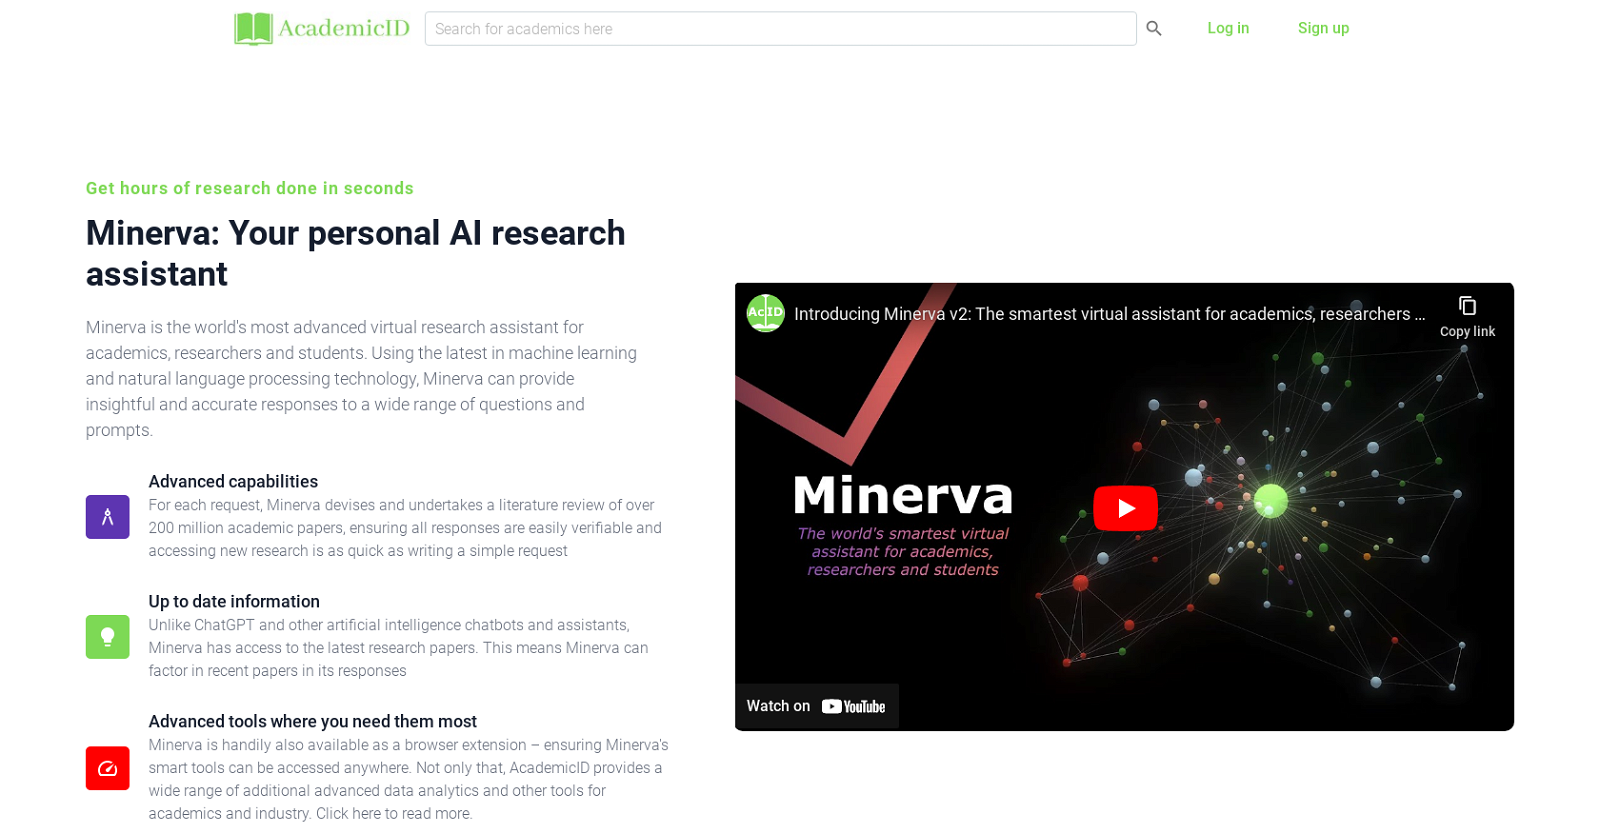 AcademicID
Search for academics here
Log in
Sign up
Get hours of research done in seconds
Minerva: Your personal AI research
assistant
Minerva is the world's most advanced virtual research assistant for
academics, researchers and students. Using the latest in machine learning
and natural language processing technology, Minerva can provide
insightful and accurate responses to a wide range of questions and
prompts.
Advanced capabilities
For each request, Minerva devises and undertakes a literature review of over
200 million academic papers, ensuring all responses are easily verifiable and
accessing new research is as quick as writing a simple request
Up to date information
Unlike ChatGPT and other artificial intelligence chatbots and assistants,
Minerva has access to the latest research papers. This means Minerva can
factor in recent papers in its responses
Advanced tools where you need them most
Minerva is handily also available as a browser extension – ensuring Minerva's
smart tools can be accessed anywhere. Not only that, AcademicID provides a
wide range of additional advanced data analytics and other tools for
academics and industry. Click here to read more.
AcID
Introducing Minerva v2: The smartest virtual assistant for academics, researchers ...
Copy link
Minerva
The world's smartest virtual
assistant for academics,
researchers and students
Watch on YouTube